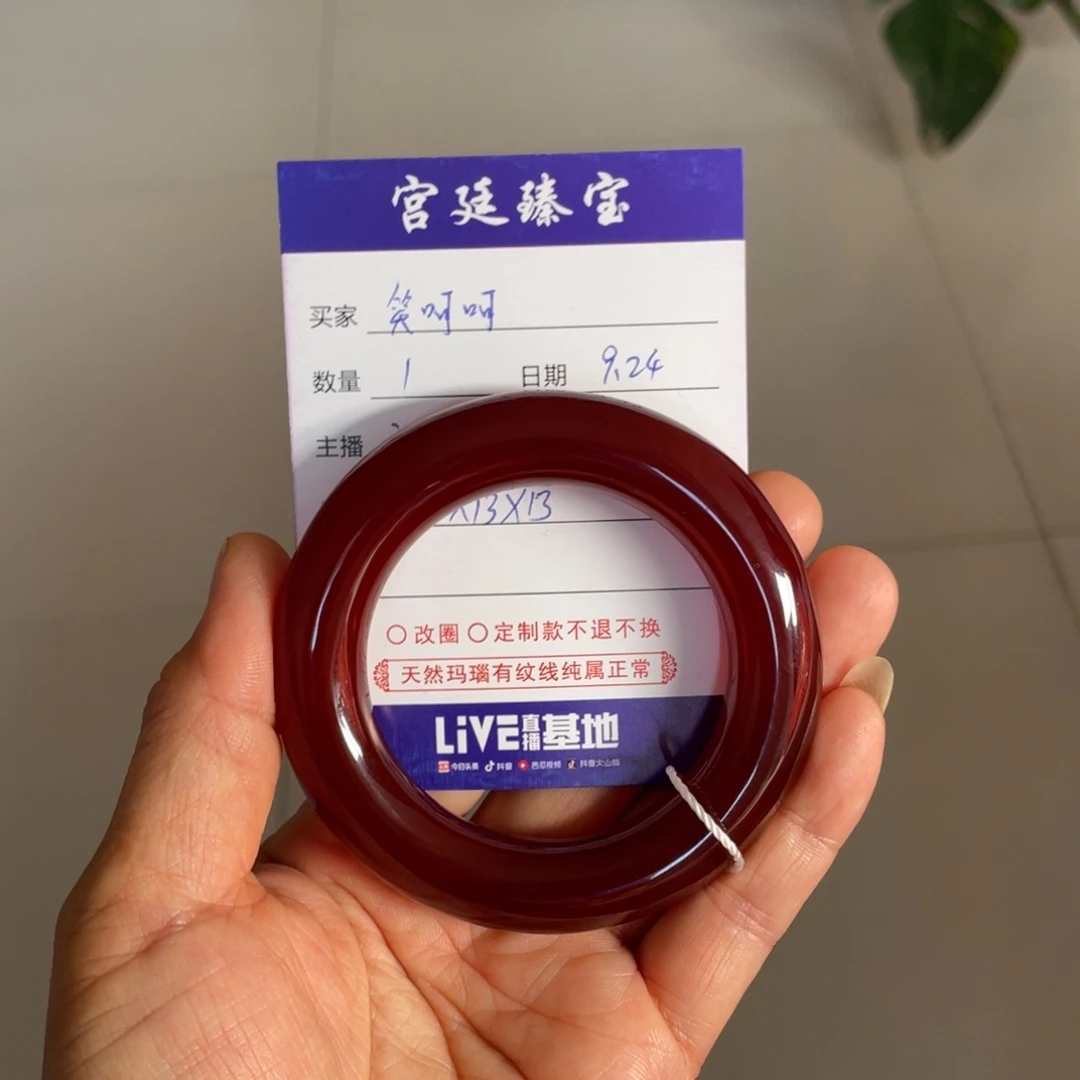 宫廷臻宝
买家 笑呵呵
数量 1 日期 9.24
主播
X13X13
○改圈○定制款不退不换
天然玛瑙有纹线纯属正常
LiVE直播基地
今日头条 抖音 西瓜视频 抖音火山版